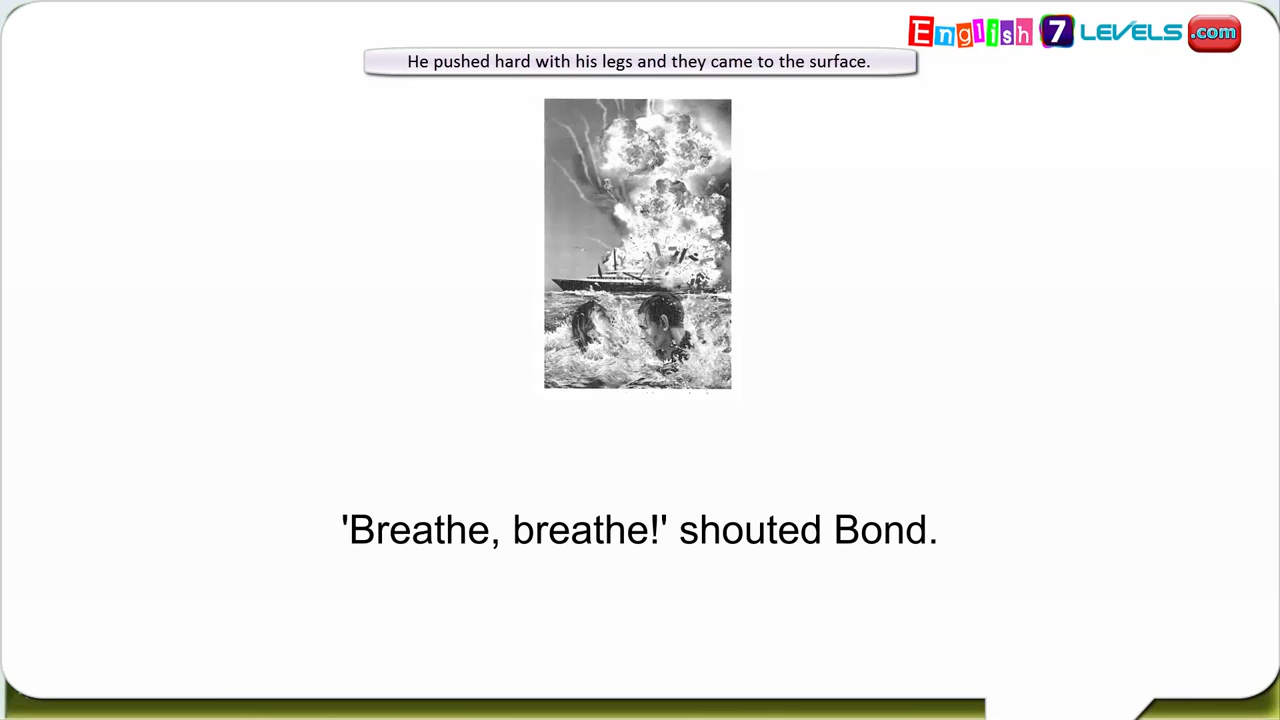 English 7 LEVELS .com
He pushed hard with his legs and they came to the surface.
'Breathe, breathe!' shouted Bond.